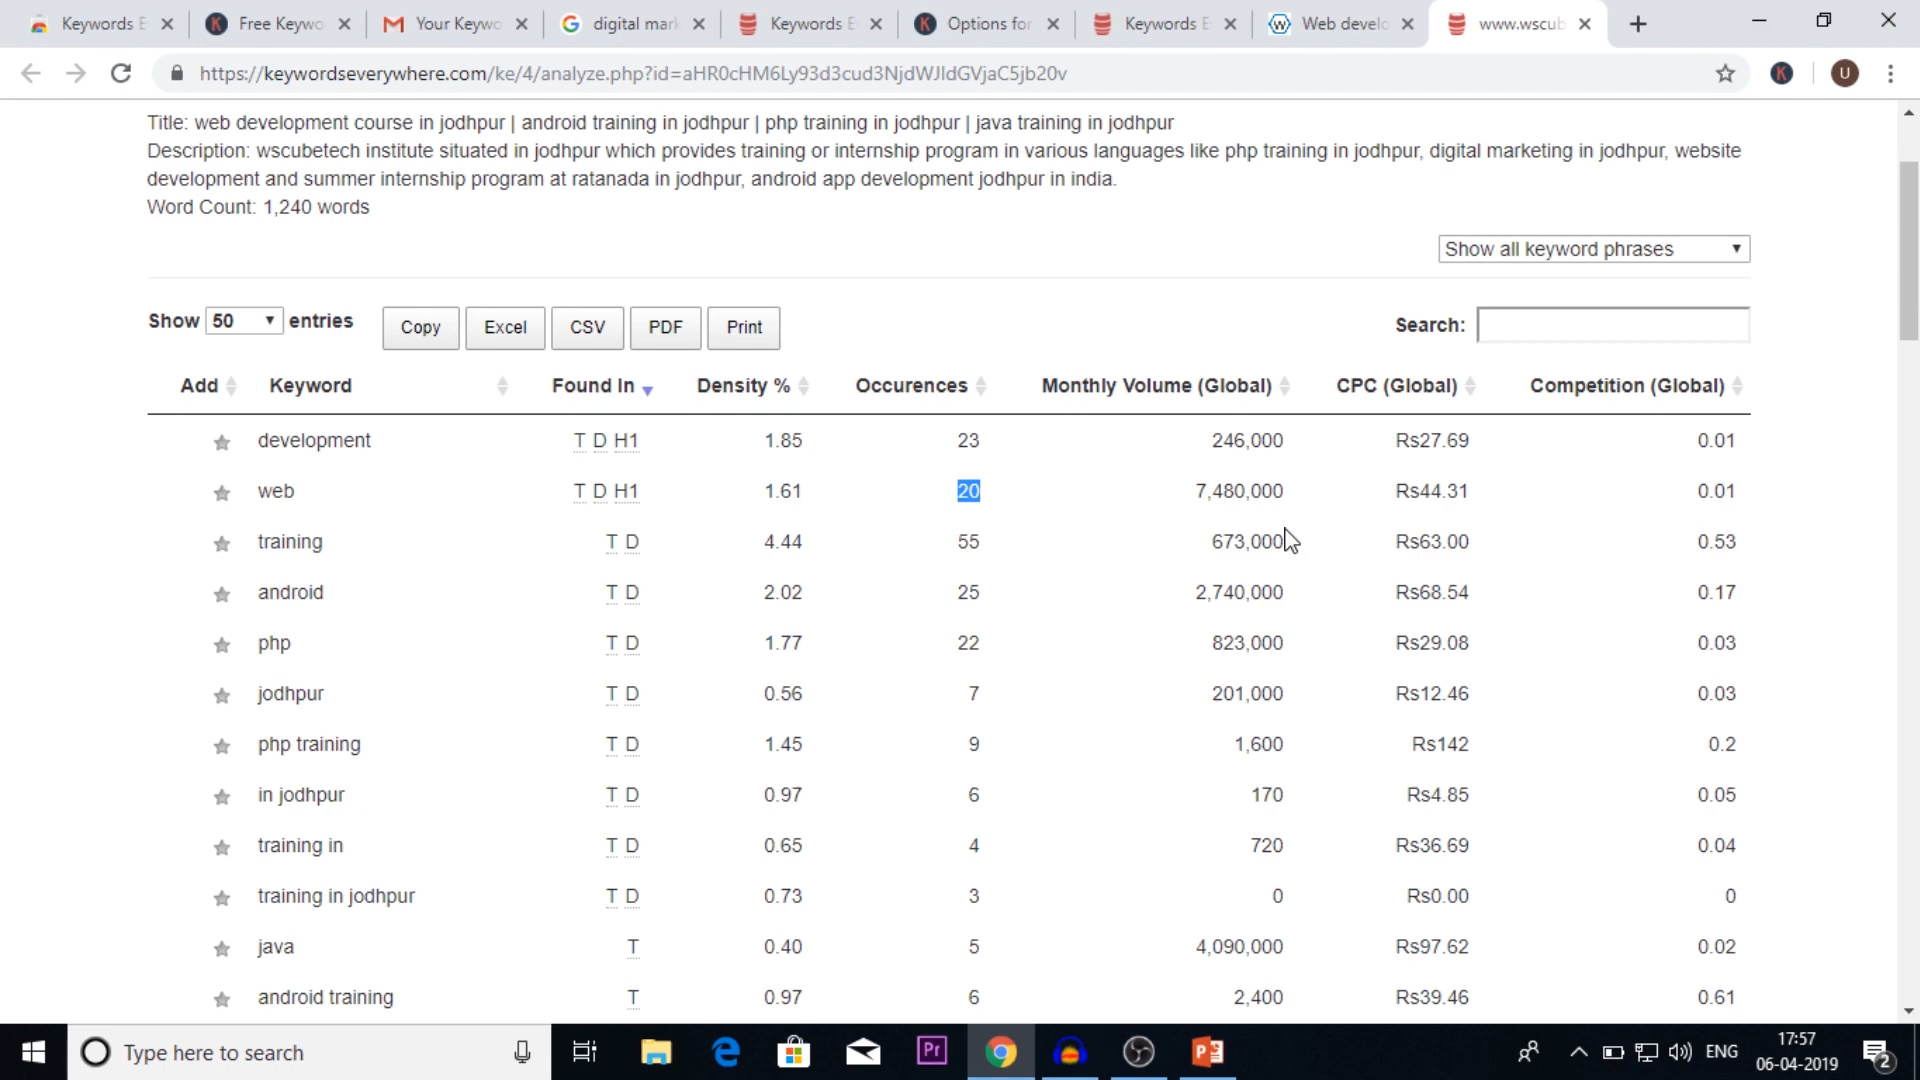 Keywords E
Free Keywo
Your Keywo
digital mark
Keywords E
Options for
Keywords E
Web develo
www.wscub
https://keywordseverywhere.com/ke/4/analyze.php?id=aHR0cHM6Ly93d3cud3NjdWJldGVjaC5jb20v
U
Title: web development course in jodhpur | android training in jodhpur | php training in jodhpur | java training in jodhpur
Description: wscubetech institute situated in jodhpur which provides training or internship program in various languages like php training in jodhpur, digital marketing in jodhpur, website
development and summer internship program at ratanada in jodhpur, android app development jodhpur in india.
Word Count: 1,240 words
Show all keyword phrases
Show 50 entries Copy Excel CSV PDF Print Search:
Add Keyword Found In Density % Occurences Monthly Volume (Global) CPC (Global) Competition (Global)
development T D H1 1.85 23 246,000 Rs27.69 0.01
web T D H1 1.61 20 7,480,000 Rs44.31 0.01
training T D 4.44 55 673,000 Rs63.00 0.53
android T D 2.02 25 2,740,000 Rs68.54 0.17
php T D 1.77 22 823,000 Rs29.08 0.03
jodhpur T D 0.56 7 201,000 Rs12.46 0.03
php training T D 1.45 9 1,600 Rs142 0.2
in jodhpur T D 0.97 6 170 Rs4.85 0.05
training in T D 0.65 4 720 Rs36.69 0.04
training in jodhpur T D 0.73 3 0 Rs0.00 0
java T 0.40 5 4,090,000 Rs97.62 0.02
android training T 0.97 6 2,400 Rs39.46 0.61
Type here to search
Pr
ENG
17:57
06-04-2019
2